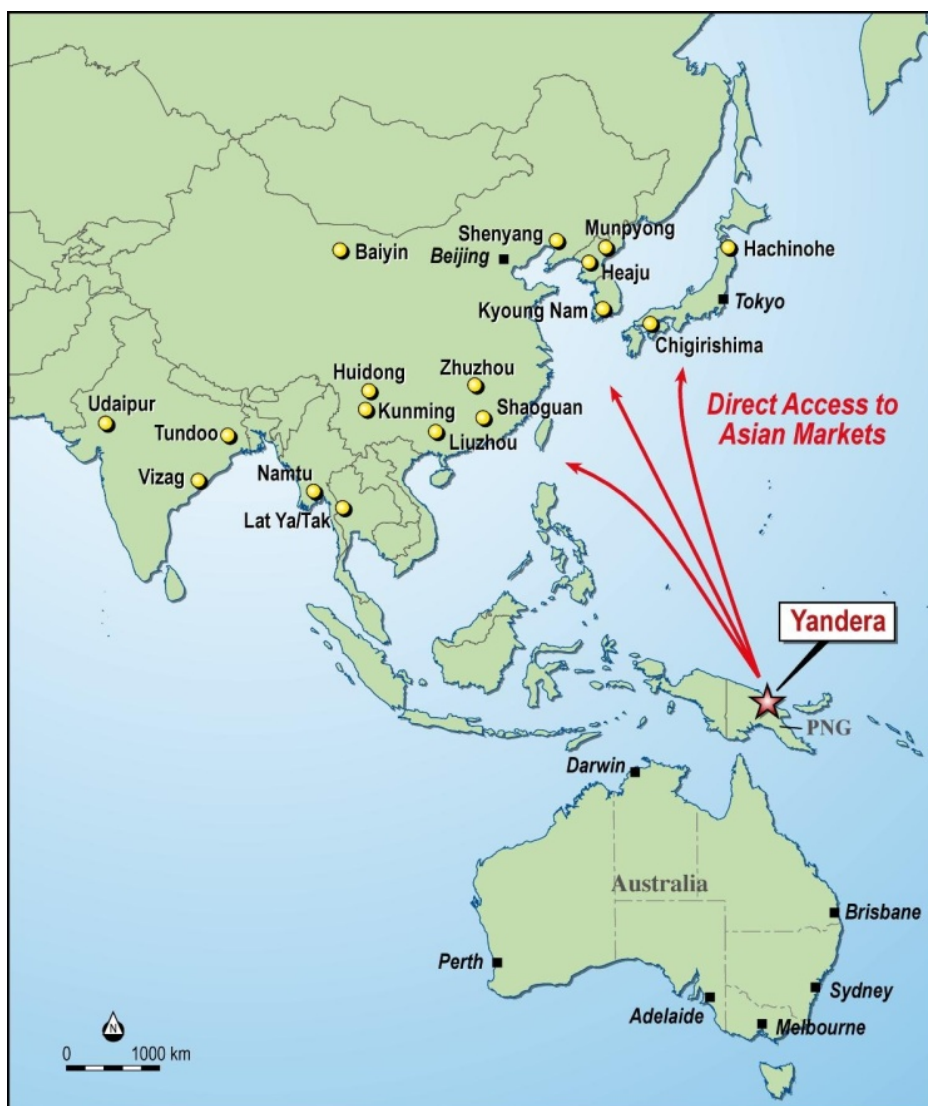 Shenyang
Munpyong
Baiyin
Beijing
Hachinohe
Heaju
Kyoung Nam
Tokyo
Chigirishima
Huidong
Zhuzhou
Udaipur
Kunming
Shaoguan
Direct Access to
Asian Markets
Tundoo
Liuzhou
Vizag
Namtu
Lat Ya/Tak
Yandera
PNG
Darwin
Australia
Brisbane
Perth
Sydney
Adelaide
Melbourne
N
0 1000 km